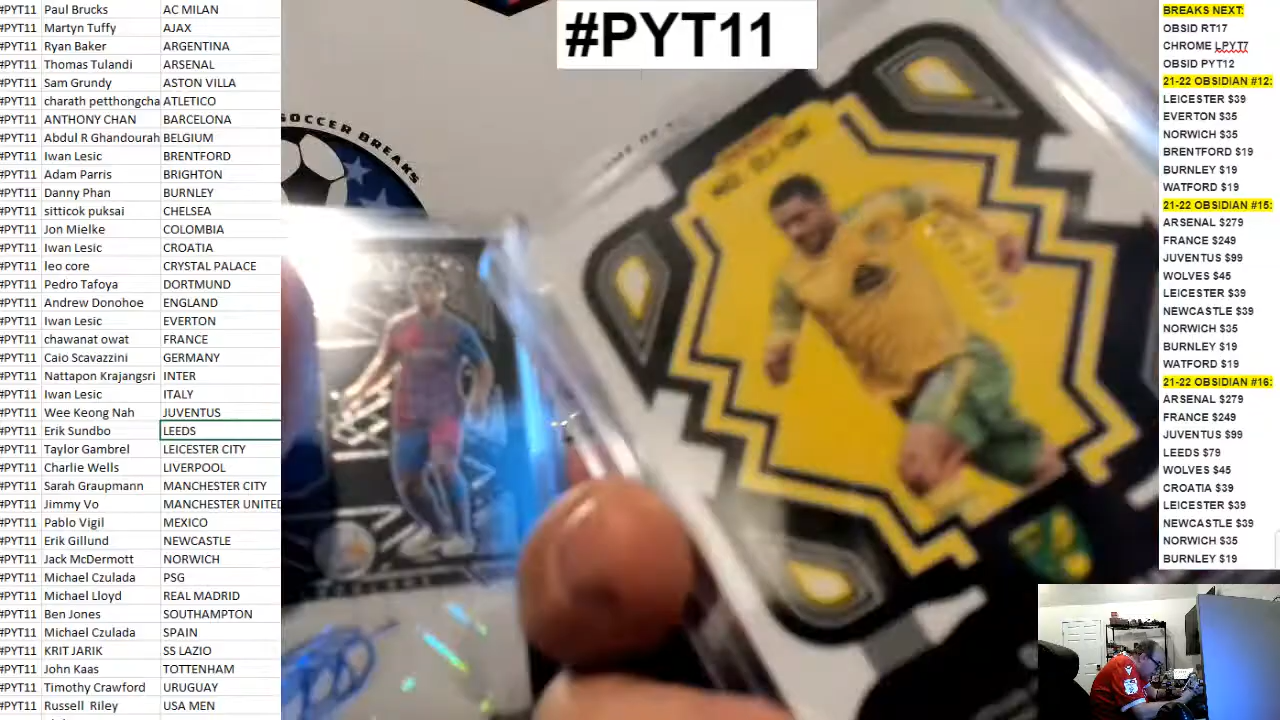 #PYT11 Paul Brucks AC MILAN
#PYT11 Martyn Tuffy AJAX
#PYT11 Ryan Baker ARGENTINA
#PYT11 Thomas Tulandi ARSENAL
#PYT11 Sam Grundy ASTON VILLA
#PYT11 charath petthongcha ATLETICO
#PYT11 ANTHONY CHAN BARCELONA
#PYT11 Abdul R Ghandourah BELGIUM
#PYT11 Iwan Lesic BRENTFORD
#PYT11 Adam Parris BRIGHTON
#PYT11 Danny Phan BURNLEY
#PYT11 sitticok puksai CHELSEA
#PYT11 Jon Mielke COLOMBIA
#PYT11 Iwan Lesic CROATIA
#PYT11 leo core CRYSTAL PALACE
#PYT11 Pedro Tafoya DORTMUND
#PYT11 Andrew Donohoe ENGLAND
#PYT11 Iwan Lesic EVERTON
#PYT11 chawanat owat FRANCE
#PYT11 Caio Scavazzini GERMANY
#PYT11 Nattapon Krajangsri INTER
#PYT11 Iwan Lesic ITALY
#PYT11 Wee Keong Nah JUVENTUS
#PYT11 Erik Sundbo LEEDS
#PYT11 Taylor Gambrel LEICESTER CITY
#PYT11 Charlie Wells LIVERPOOL
#PYT11 Sarah Graupmann MANCHESTER CITY
#PYT11 Jimmy Vo MANCHESTER UNITED
#PYT11 Pablo Vigil MEXICO
#PYT11 Erik Gillund NEWCASTLE
#PYT11 Jack McDermott NORWICH
#PYT11 Michael Czulada PSG
#PYT11 Michael Lloyd REAL MADRID
#PYT11 Ben Jones SOUTHAMPTON
#PYT11 Michael Czulada SPAIN
#PYT11 KRIT JARIK SS LAZIO
#PYT11 John Kaas TOTTENHAM
#PYT11 Timothy Crawford URUGUAY
#PYT11 Russell Riley USA MEN
#PYT11
SOCCER BREAKS
BREAKS NEXT:
OBSID RT17
CHROME LPYT7
OBSID PYT12
21-22 OBSIDIAN #12:
LEICESTER $39
EVERTON $35
NORWICH $35
BRENTFORD $19
BURNLEY $19
WATFORD $19
21-22 OBSIDIAN #15:
ARSENAL $279
FRANCE $249
JUVENTUS $99
WOLVES $45
LEICESTER $39
NEWCASTLE $39
NORWICH $35
BURNLEY $19
WATFORD $19
21-22 OBSIDIAN #16:
ARSENAL $279
FRANCE $249
JUVENTUS $99
LEEDS $79
WOLVES $45
CROATIA $39
LEICESTER $39
NEWCASTLE $39
NORWICH $35
BURNLEY $19